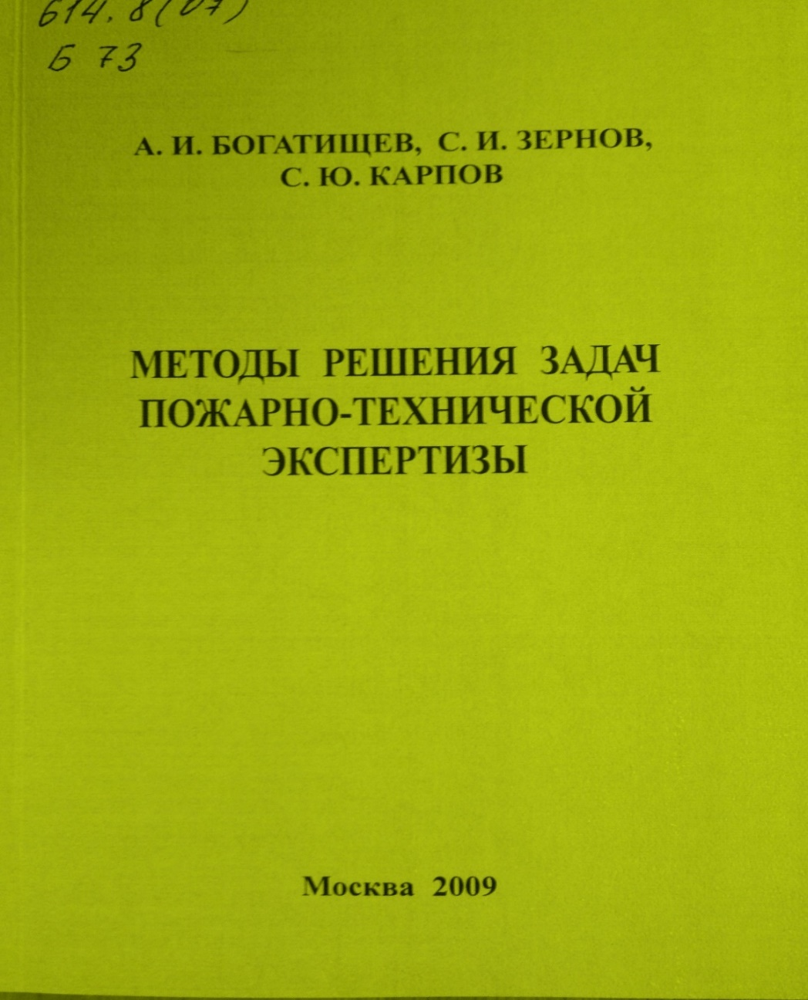 614.8(07)
Б 73
А. И. БОГАТИЩЕВ, С. И. ЗЕРНОВ,
С. Ю. КАРПОВ
МЕТОДЫ РЕШЕНИЯ ЗАДАЧ
ПОЖАРНО-ТЕХНИЧЕСКОЙ
ЭКСПЕРТИЗЫ
Москва 2009